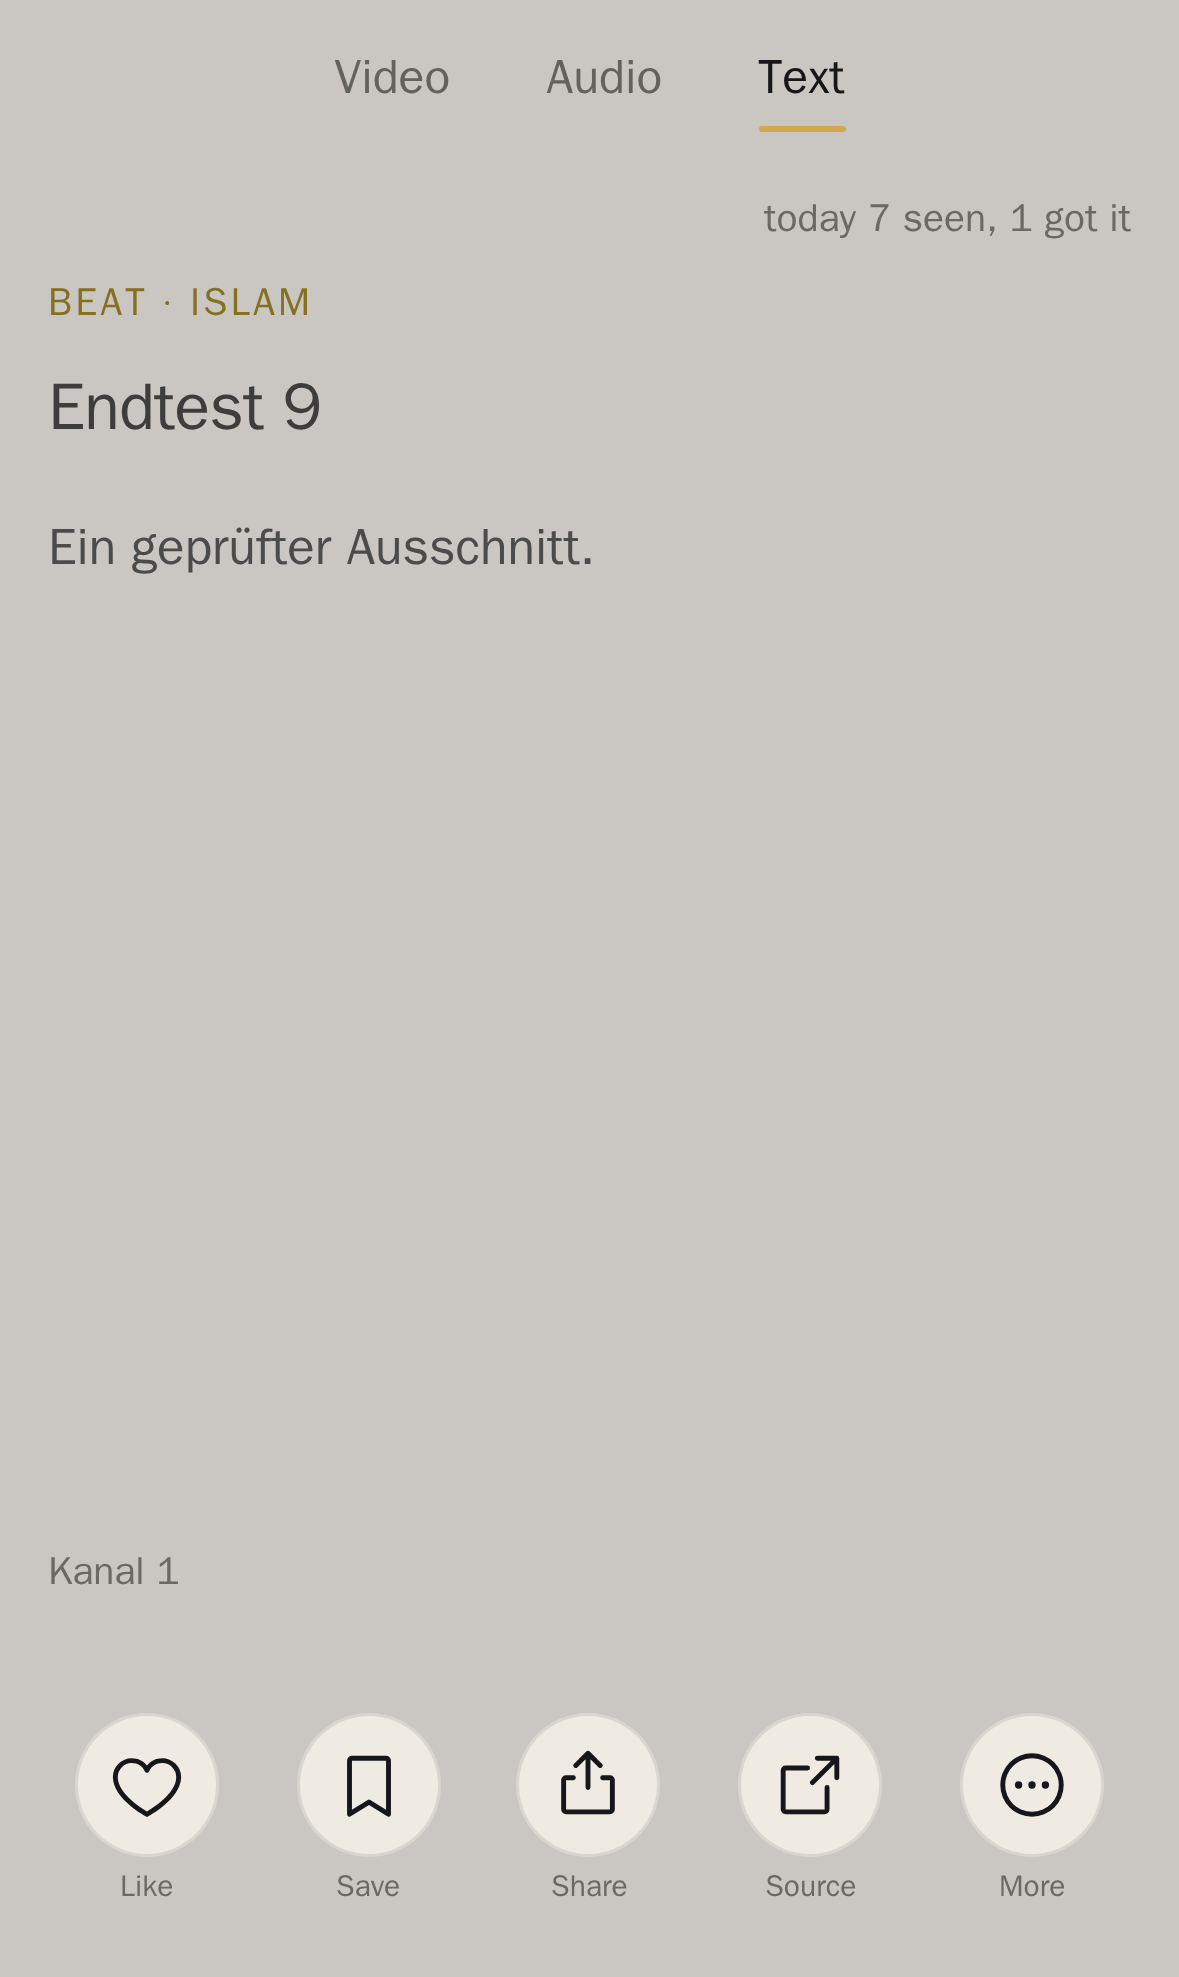 Video Audio Text
today 7 seen, 1 got it
BEAT · ISLAM
Endtest 9
Ein geprüfter Ausschnitt.
Kanal 1
Like Save Share Source More